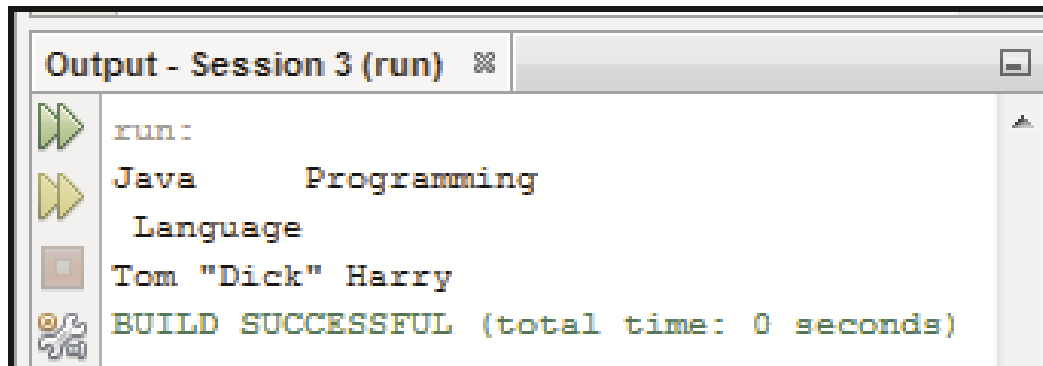 Output - Session 3 (run)
run:
Java     Programming
 Language
Tom "Dick" Harry
BUILD SUCCESSFUL (total time: 0 seconds)